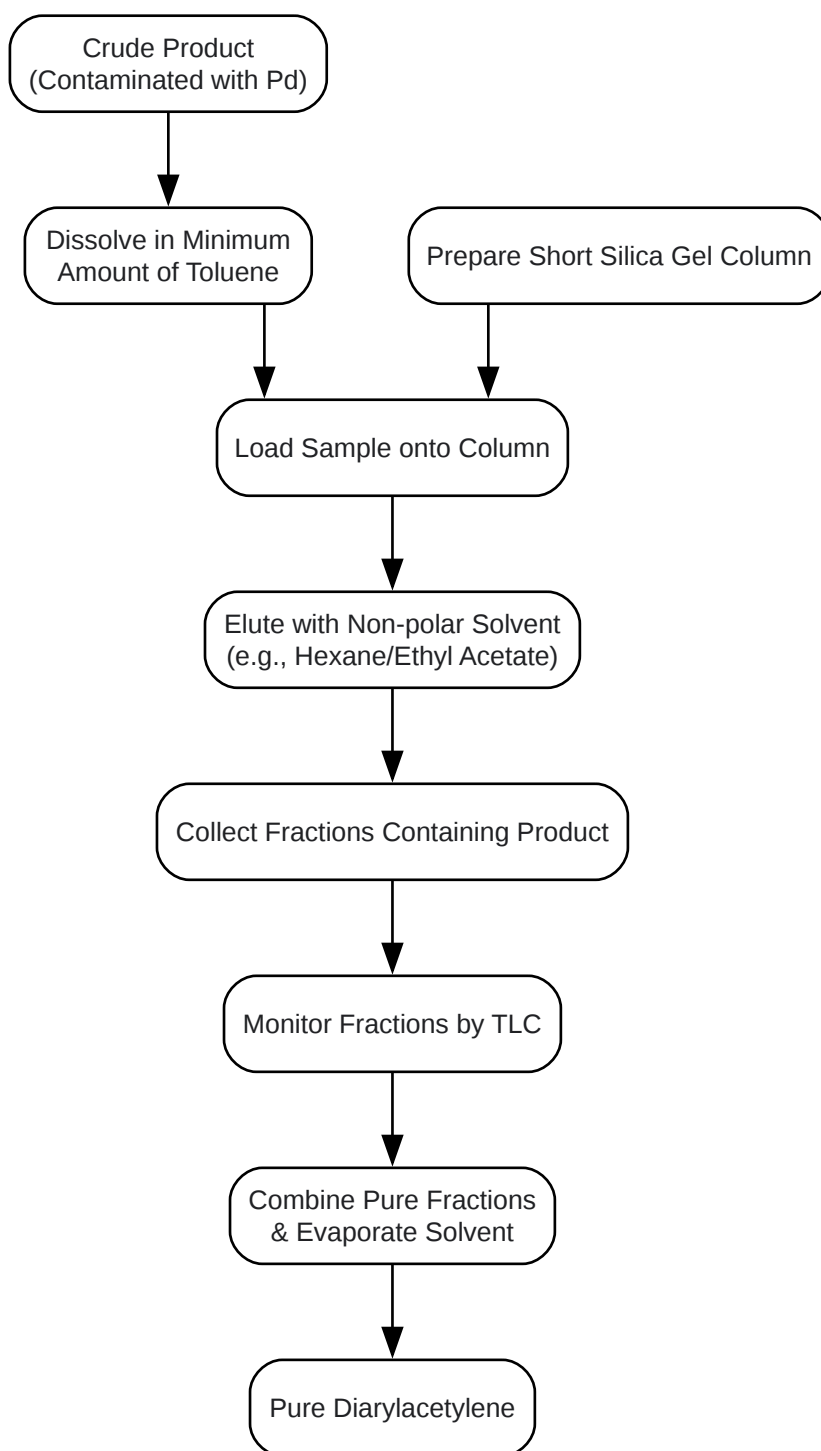 Crude Product
(Contaminated with Pd)
Dissolve in Minimum
Amount of Toluene
Prepare Short Silica Gel Column
Load Sample onto Column
Elute with Non-polar Solvent
(e.g., Hexane/Ethyl Acetate)
Collect Fractions Containing Product
Monitor Fractions by TLC
Combine Pure Fractions
& Evaporate Solvent
Pure Diarylacetylene